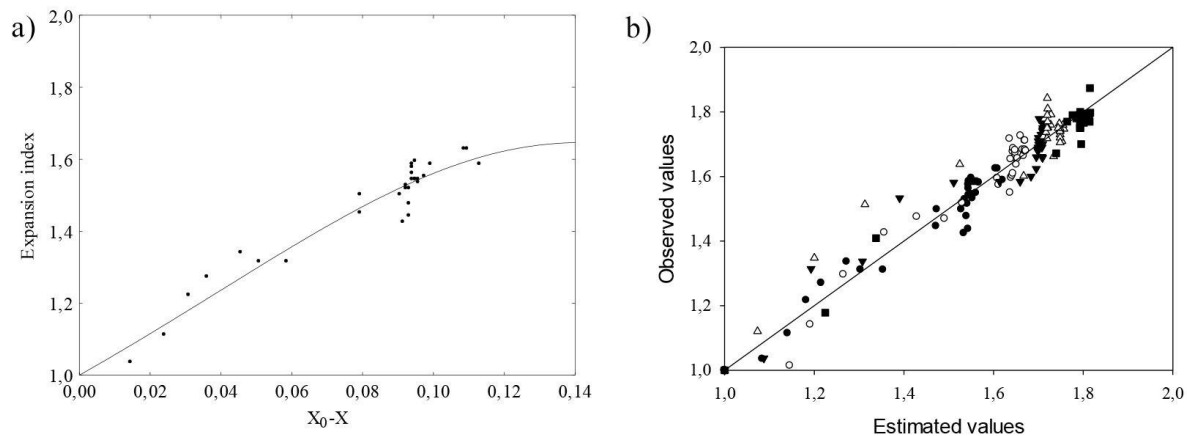 a)
2,0
1,8
1,6
1,4
1,2
1,0
Expansion index
0,00 0,02 0,04 0,06 0,08 0,10 0,12 0,14
X₀-X
b)
2,0
1,8
1,6
1,4
1,2
1,0
Observed values
1,0 1,2 1,4 1,6 1,8 2,0
Estimated values